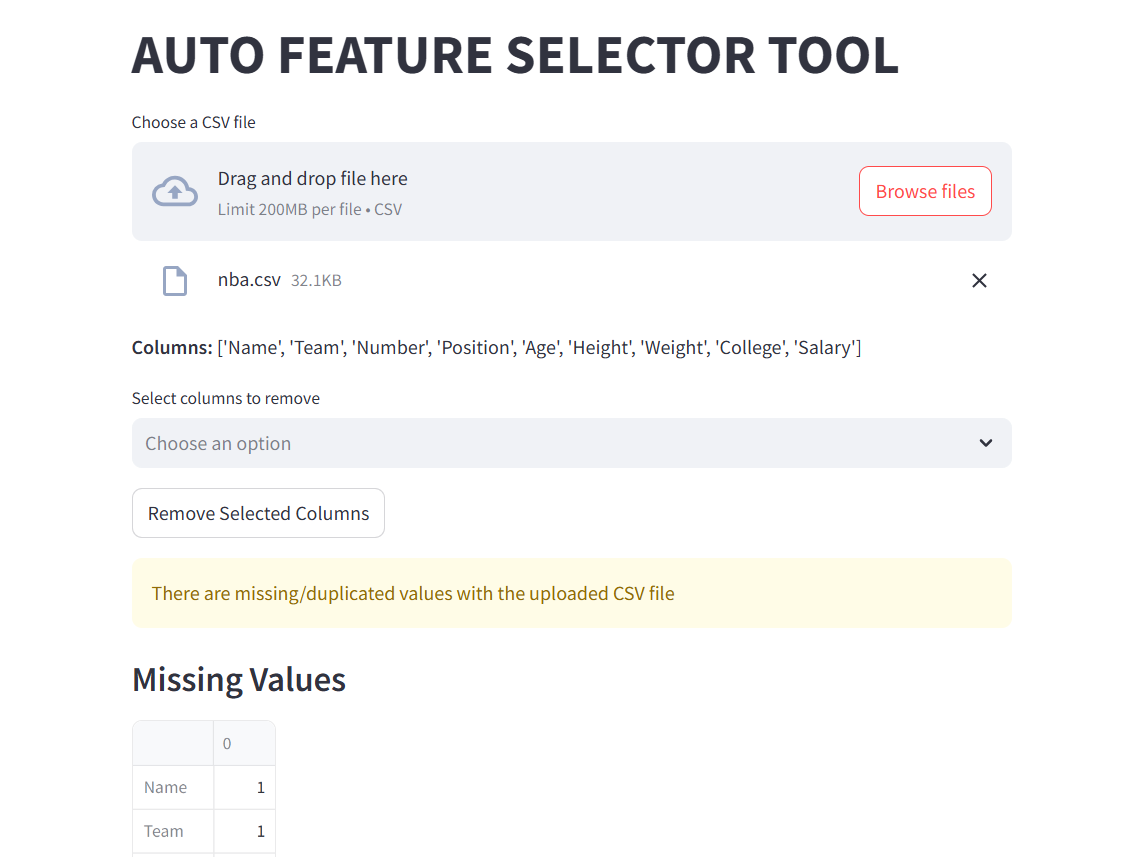 AUTO FEATURE SELECTOR TOOL
Choose a CSV file
Drag and drop file here
Limit 200MB per file • CSV
Browse files
nba.csv 32.1KB
Columns: ['Name', 'Team', 'Number', 'Position', 'Age', 'Height', 'Weight', 'College', 'Salary']
Select columns to remove
Choose an option
Remove Selected Columns
There are missing/duplicated values with the uploaded CSV file
Missing Values
0
Name 1
Team 1